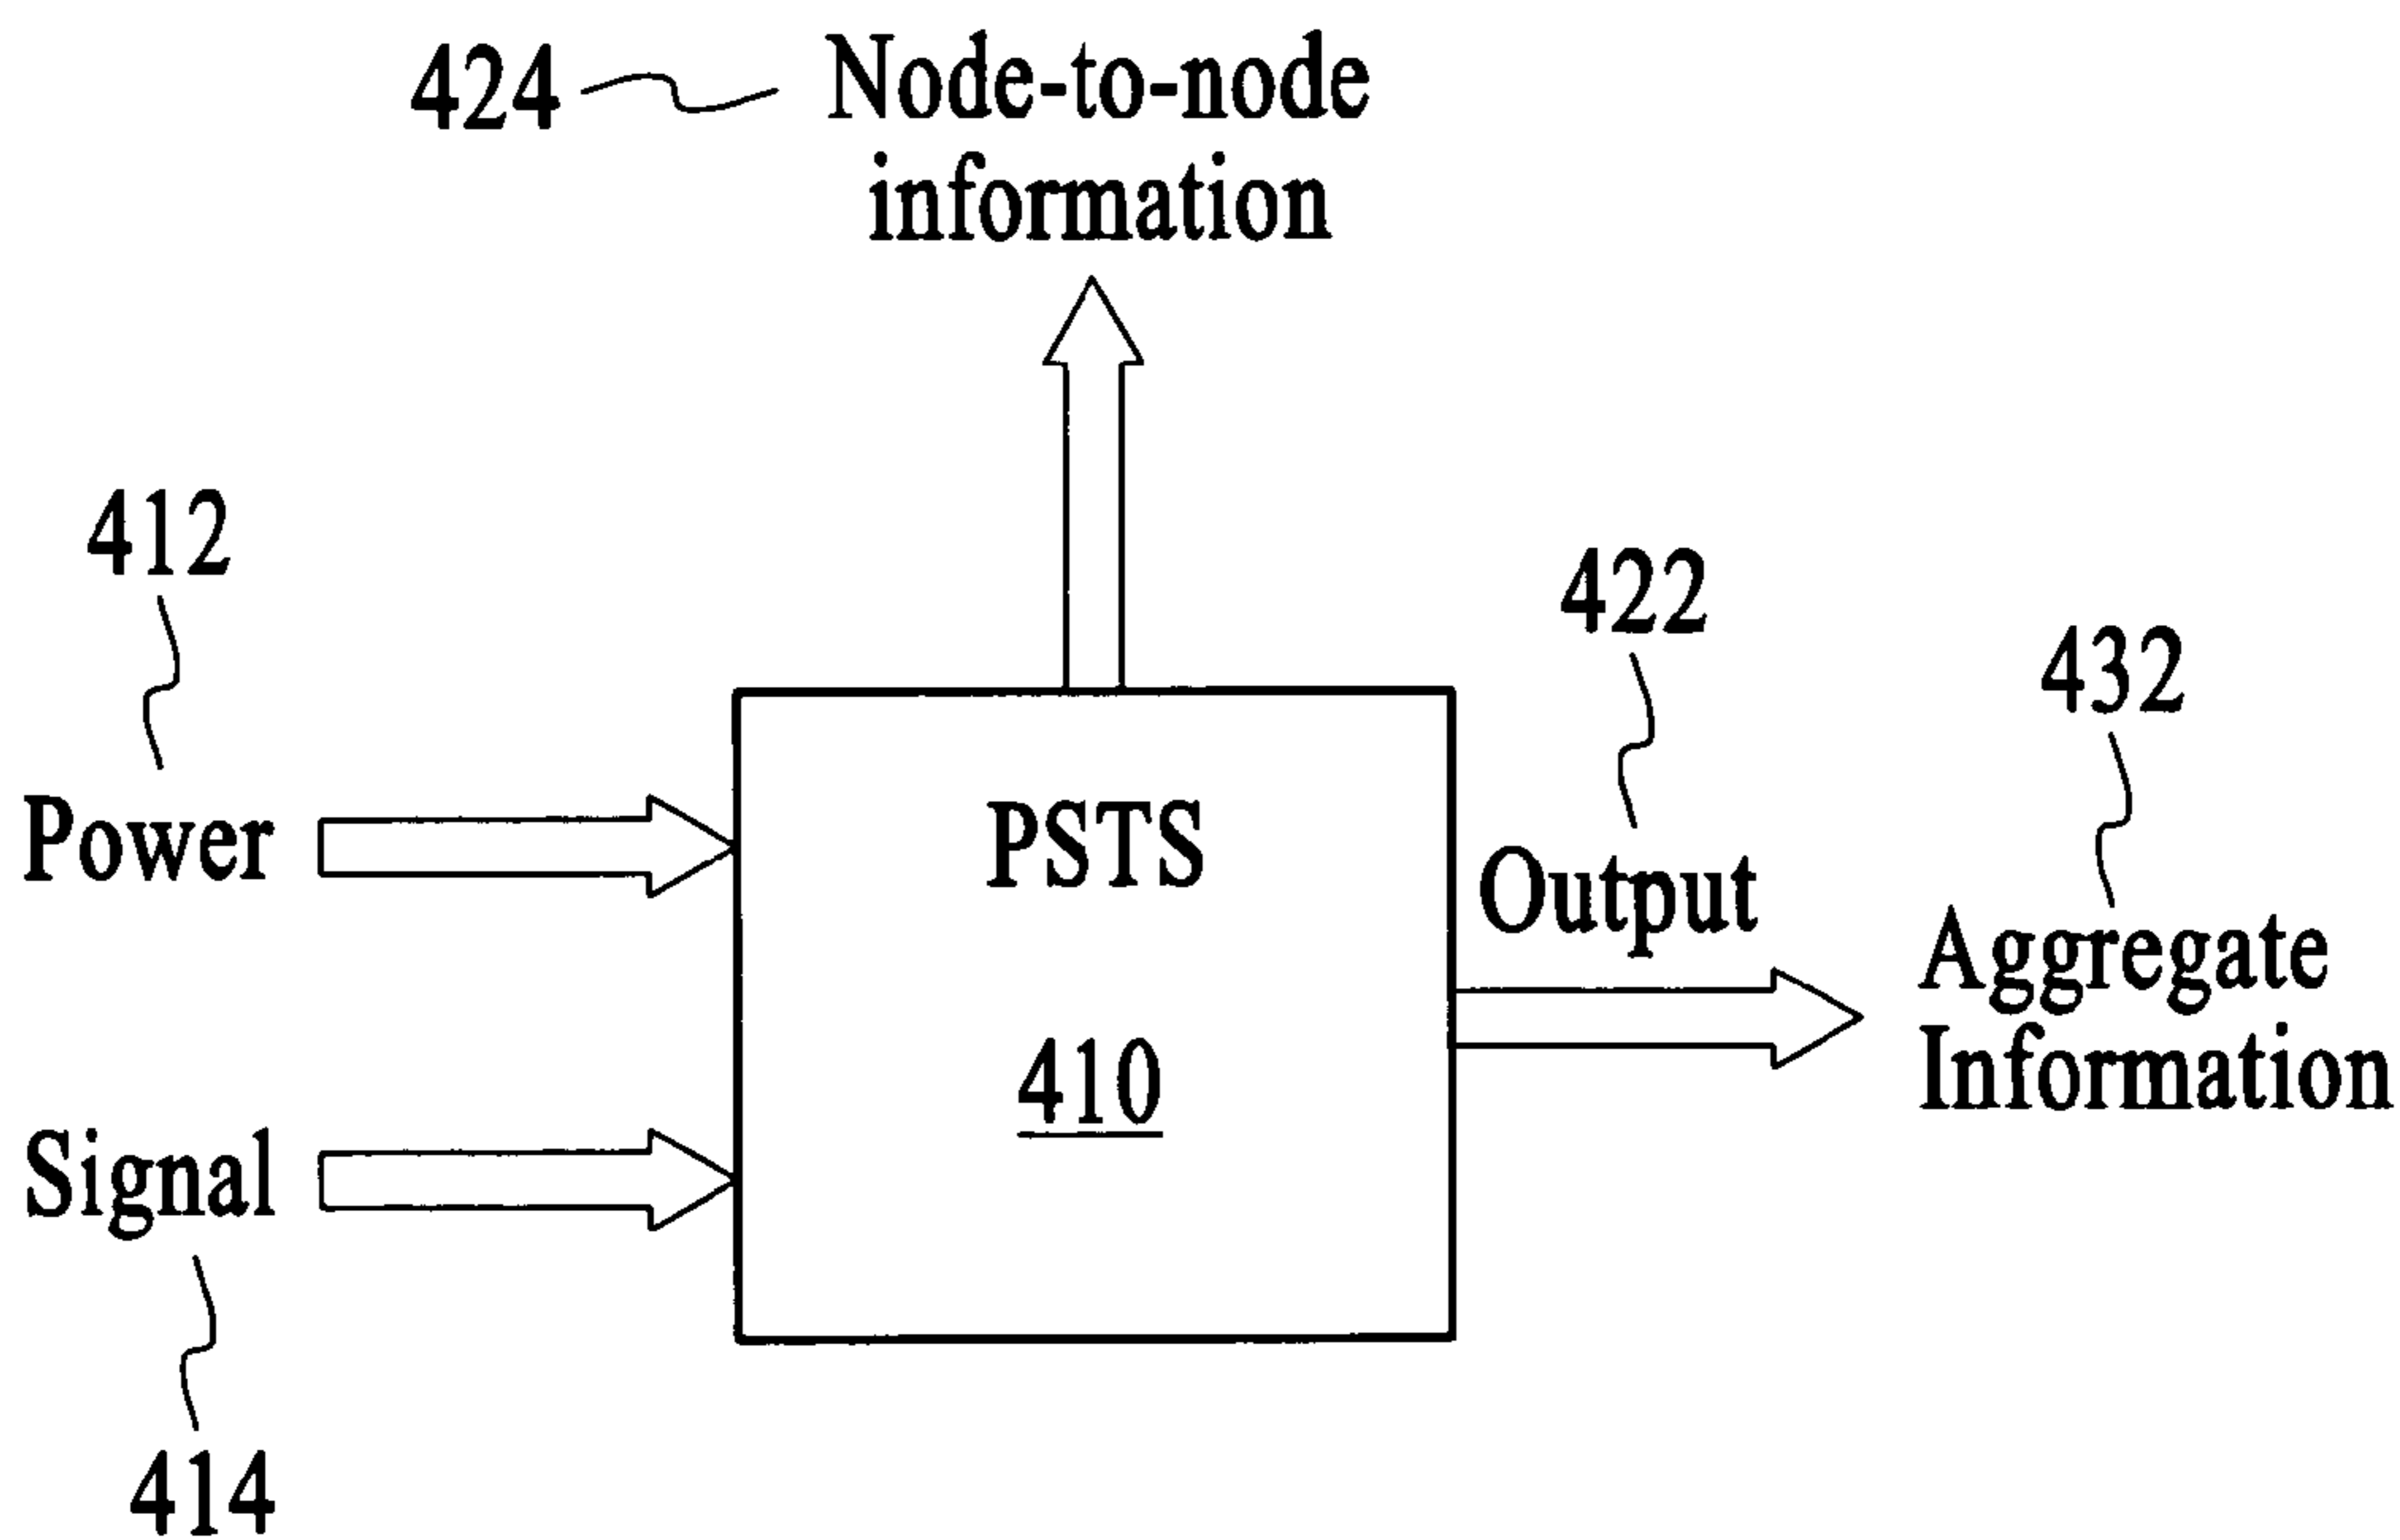 424
Node-to-node
information
412
422
432
Power
PSTS
Output
Aggregate
Information
410
Signal
414